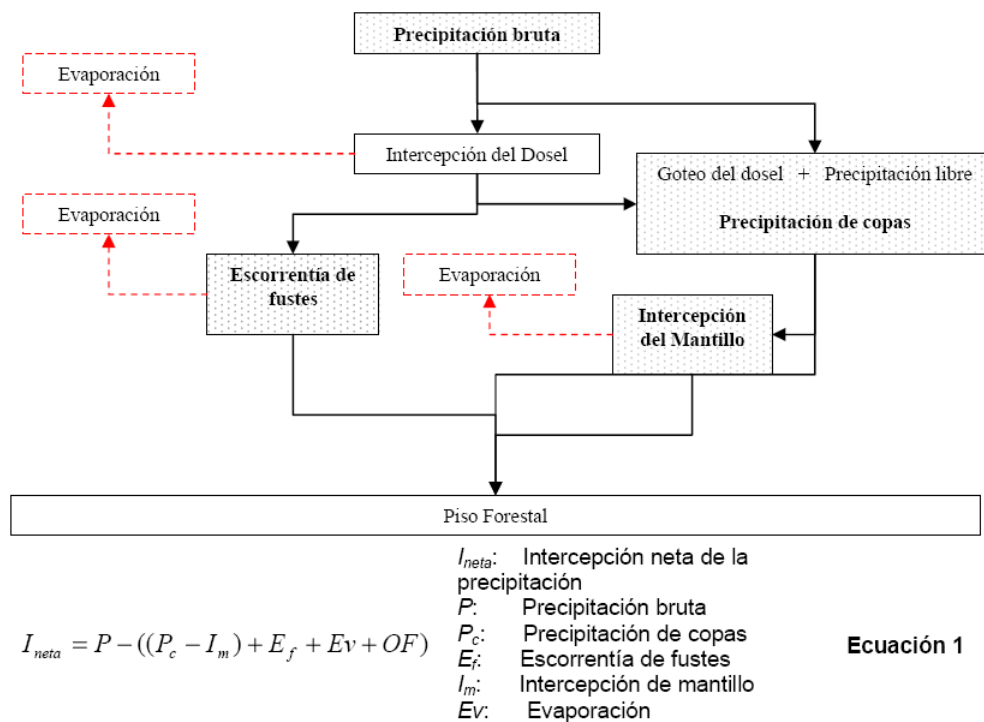 Precipitación bruta
Evaporación
Intercepción del Dosel
Goteo del dosel + Precipitación libre
Precipitación de copas
Evaporación
Escorrentía de
fustes
Evaporación
Intercepción
del Mantillo
Piso Forestal
I_neta = P − ((P_c − I_m) + E_f + Ev + OF)
I_neta: Intercepción neta de la
precipitación
P: Precipitación bruta
P_c: Precipitación de copas
E_f: Escorrentía de fustes
I_m: Intercepción de mantillo
Ev: Evaporación
Ecuación 1